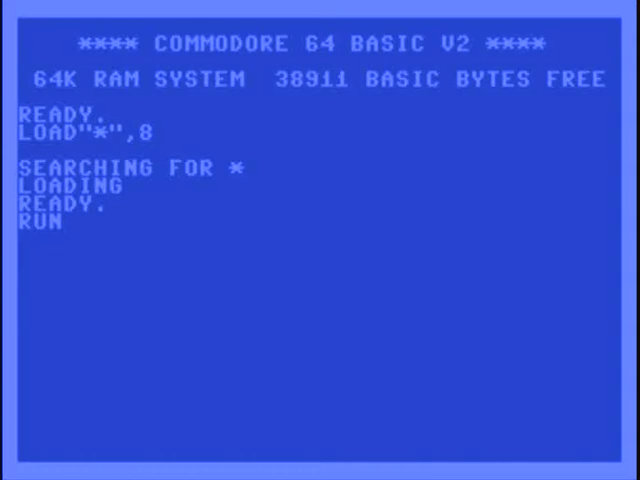 **** COMMODORE 64 BASIC V2 ****
64K RAM SYSTEM  38911 BASIC BYTES FREE
READY.
LOAD"*",8
SEARCHING FOR *
LOADING
READY.
RUN